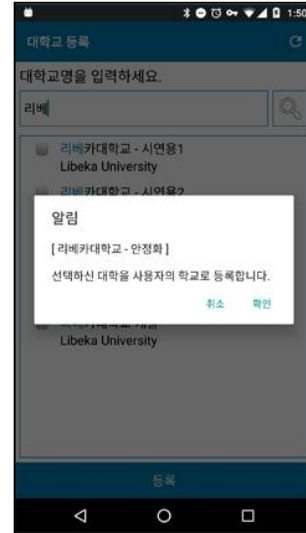 1:50
대학교 등록
대학교명을 입력하세요.
리베
리베카대학교 - 시연용1
Libeka University
리베카대학교 - 시연용2
알림
[ 리베카대학교 - 안정화 ]
선택하신 대학을 사용자의 학교로 등록합니다.
취소 확인
Libeka University
등록